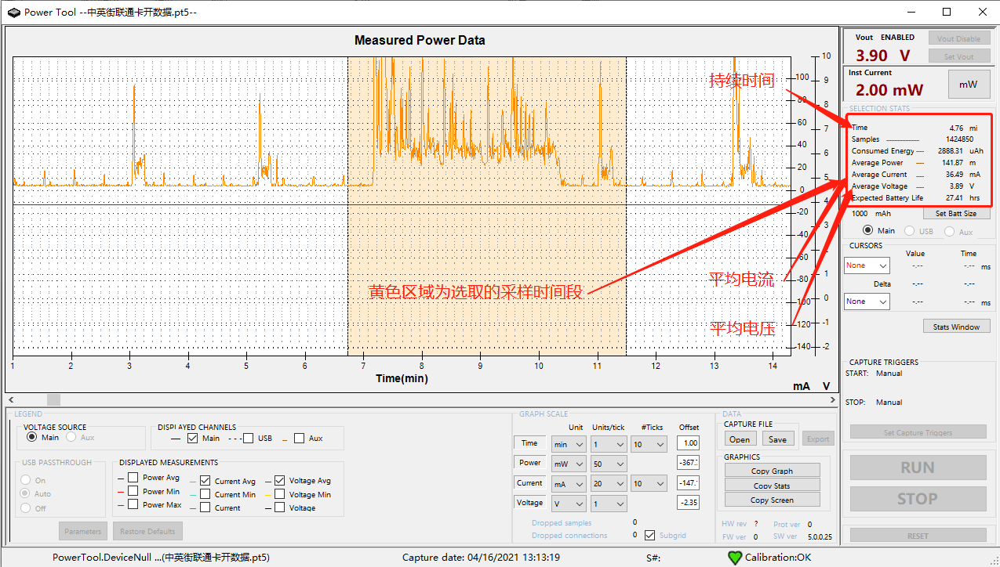 Power Tool --中英街联通卡开数据.pt5--
Measured Power Data
100
80
60
40
20
0
-20
-40
-60
-80
-100
-120
-140
10
9
8
7
6
5
4
3
1
0
-1
-2
1 2 3 4 5 6 7 8 9 10 11 12 13 14
Time(min)
mA V
持续时间
黄色区域为选取的采样时间段
平均电流
平均电压
Vout ENABLED
3.90 V
Vout Disable
Set Vout
Inst Current
2.00 mW
mW
SELECTION STATS
Time 4.76 mi
Samples 1424850
Consumed Energy 2888.31 uAh
Average Power 141.87 m
Average Current 36.49 mA
Average Voltage 3.89 V
Expected Battery Life 27.41 hrs
1000 mAh Set Batt Size
Main USB Aux
CURSORS
Value Time
None -.-- -.-- ms
Delta -.-- -.--
None -.-- -.-- ms
Stats Window
CAPTURE TRIGGERS
START: Manual
STOP: Manual
Set Capture Triggers
RUN
STOP
RESET
LEGEND
VOLTAGE SOURCE
Main Aux
DISPLAYED CHANNELS
Main USB Aux
USB PASSTHROUGH
On
Auto
Off
DISPLAYED MEASUREMENTS
Power Avg Current Avg Voltage Avg
Power Min Current Min Voltage Min
Power Max Current Voltage
Parameters Restore Defaults
GRAPH SCALE
Unit Units/tick #Ticks Offset
Time min 1 10 1.00
Power mW 50 -367.
Current mA 20 10 -147.
Voltage V 1 -2.35
Dropped samples 0
Dropped connections 0 Subgrid
DATA
CAPTURE FILE
Open Save Export
GRAPHICS
Copy Graph
Copy Stats
Copy Screen
HW rev ? Prot ver 0
FW ver 0 SW ver 5.0.0.25
PowerTool.DeviceNull ...(中英街联通卡开数据.pt5) Capture date: 04/16/2021 13:13:19 S#: Calibration:OK